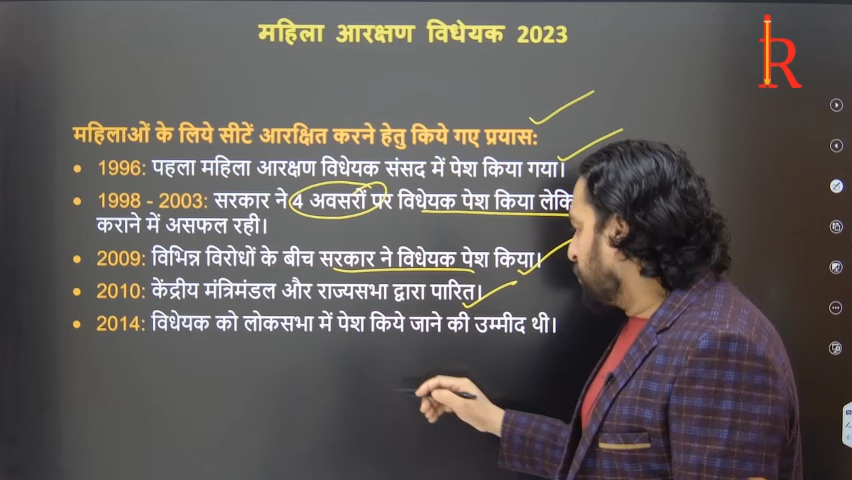 महिला आरक्षण विधेयक 2023
R
महिलाओं के लिये सीटें आरक्षित करने हेतु किये गए प्रयास:
• 1996: पहला महिला आरक्षण विधेयक संसद में पेश किया गया।
• 1998 - 2003: सरकार ने 4 अवसरों पर विधेयक पेश किया
कराने में असफल रही।
• 2009: विभिन्न विरोधों के बीच सरकार ने विधेयक पेश किया।
• 2010: केंद्रीय मंत्रिमंडल और राज्यसभा द्वारा पारित।
• 2014: विधेयक को लोकसभा में पेश किये जाने की उम्मीद थी।